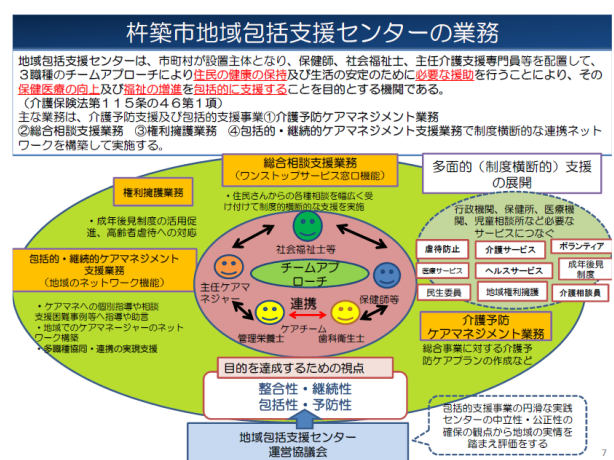 杵築市地域包括支援センターの業務
地域包括支援センターは、市町村が設置主体となり、保健師、社会福祉士、主任介護支援専門員等を配置して、
３職種のチームアプローチにより住民の健康の保持及び生活の安定のために必要な援助を行うことにより、その
保健医療の向上及び福祉の増進を包括的に支援することを目的とする機関である。
（介護保険法第１１５条の４６第１項）
主な業務は、介護予防支援及び包括的支援事業①介護予防ケアマネジメント業務
②総合相談支援業務　③権利擁護業務　④包括的・継続的ケアマネジメント支援業務で制度横断的な連携ネット
ワークを構築して実施する。
総合相談支援業務
（ワンストップサービス窓口機能）
・住民さんからの各種相談を幅広く受
け付けて制度的横断的な支援を実施
多面的（制度横断的）支援
の展開
行政機関、保健所、医療機
関、児童相談所など必要な
サービスにつなぐ
虐待防止
介護サービス
ボランティア
医療サービス
ヘルスサービス
成年後見
制度
民生委員
地域権利擁護
介護相談員
権利擁護業務
・成年後見制度の活用促
進、高齢者虐待への対応
包括的・継続的ケアマネジメント
支援業務
（地域のネットワーク機能）
・ケアマネへの個別指導や相談
支援困難事例等へ指導や助言
・地域でのケアマネージャーのネット
ワーク構築
・多職種協同・連携の実現支援
社会福祉士等
チームアプ
ローチ
主任ケアマ
ネジャー
保健師等
連携
ケアチーム
管理栄養士
歯科衛生士
介護予防
ケアマネジメント業務
総合事業に対する介護予
防ケアプランの作成など
目的を達成するための視点
整合性・継続性
包括性・予防性
地域包括支援センター
運営協議会
包括的支援事業の円滑な実践
センターの中立性・公正性の
確保の観点から地域の実情を
踏まえ評価をする
7